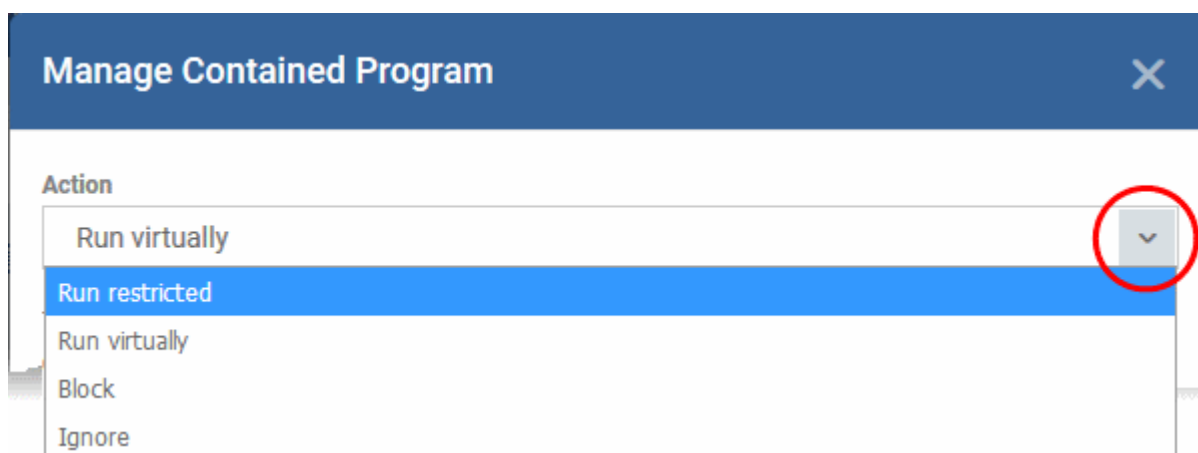 Manage Contained Program
Action
Run virtually
Run restricted
Run virtually
Block
Ignore